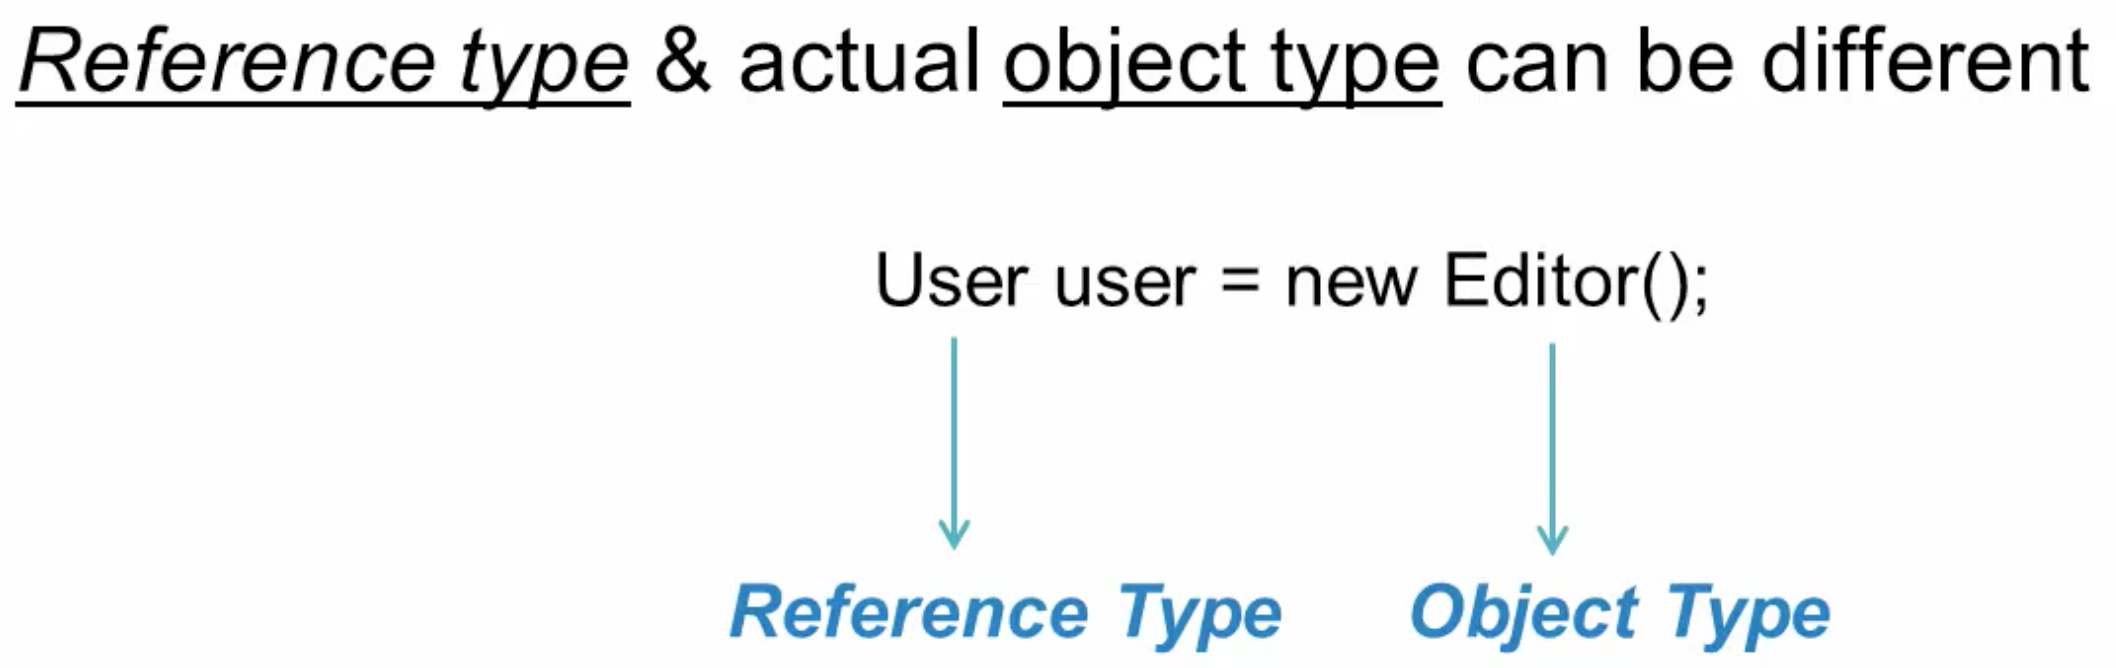 Reference type & actual object type can be different
User user = new Editor();
Reference Type Object Type